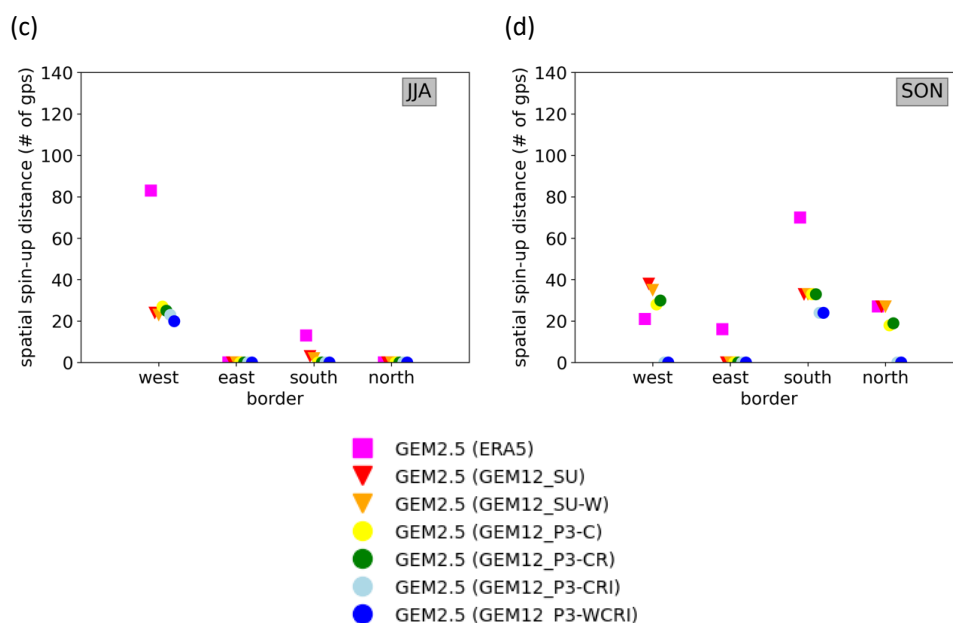 (c)
JJA
spatial spin-up distance (# of gps)
140
120
100
80
60
40
20
0
west east south north
border
(d)
SON
spatial spin-up distance (# of gps)
140
120
100
80
60
40
20
0
west east south north
border
GEM2.5 (ERA5)
GEM2.5 (GEM12_SU)
GEM2.5 (GEM12_SU-W)
GEM2.5 (GEM12_P3-C)
GEM2.5 (GEM12_P3-CR)
GEM2.5 (GEM12_P3-CRI)
GEM2.5 (GEM12_P3-WCRI)